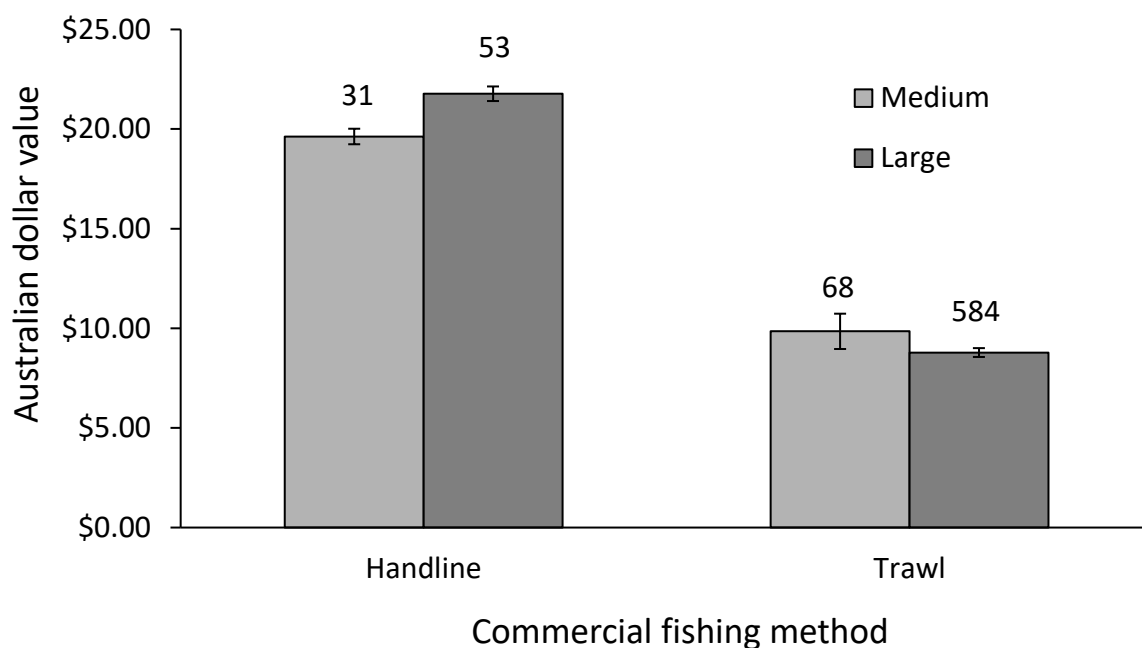 $25.00
$20.00
$15.00
$10.00
$5.00
$0.00
Australian dollar value
31
53
68
584
Medium
Large
Handline
Trawl
Commercial fishing method